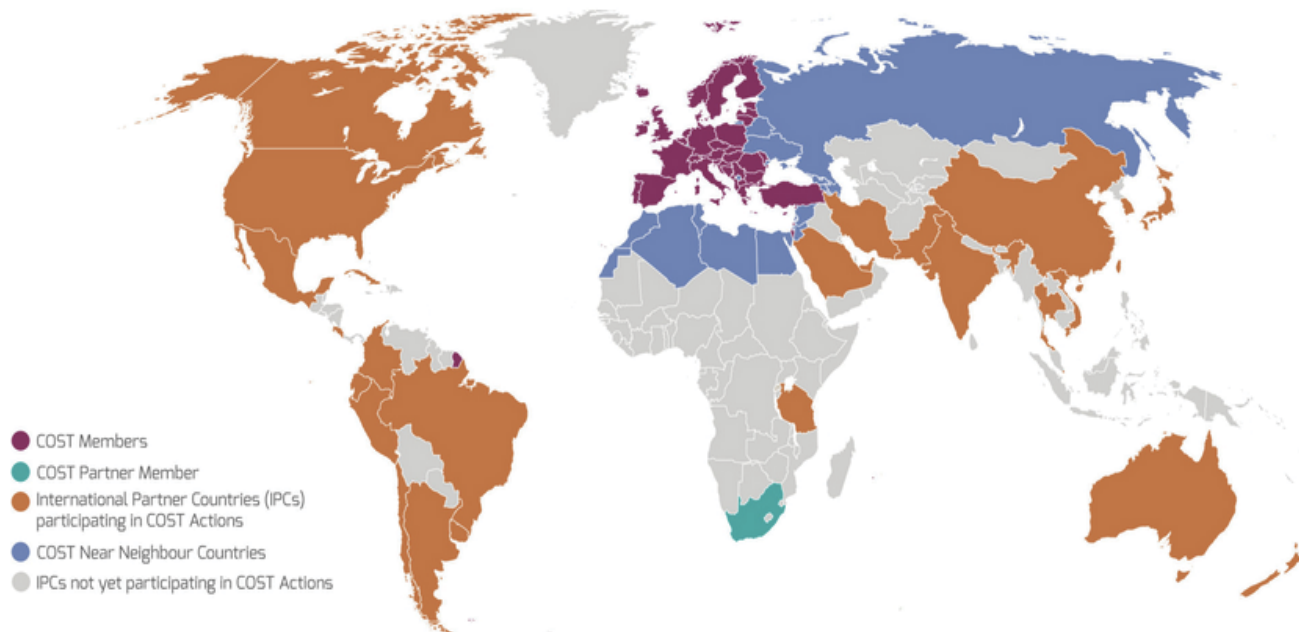 COST Members
COST Partner Member
International Partner Countries (IPCs)
participating in COST Actions
COST Near Neighbour Countries
IPCs not yet participating in COST Actions